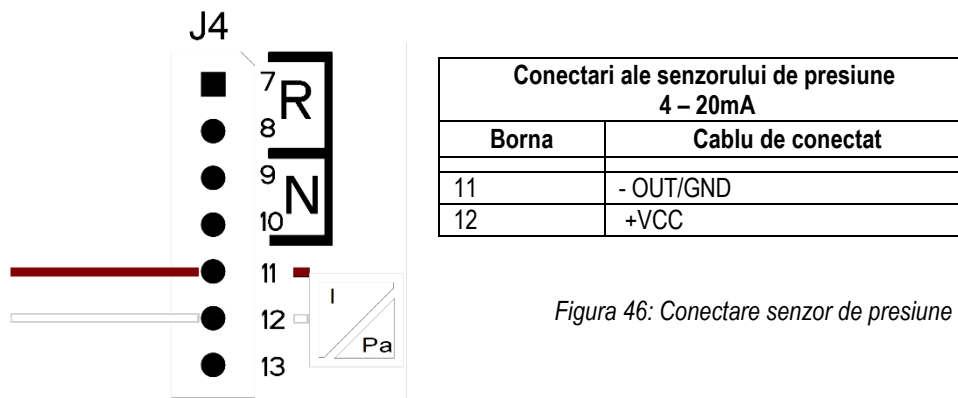 J4
7
R
8
9
N
10
11
12
13
I
Pa
Conectari ale senzorului de presiune
4 – 20mA
Borna Cablu de conectat
11 - OUT/GND
12 +VCC
Figura 46: Conectare senzor de presiune